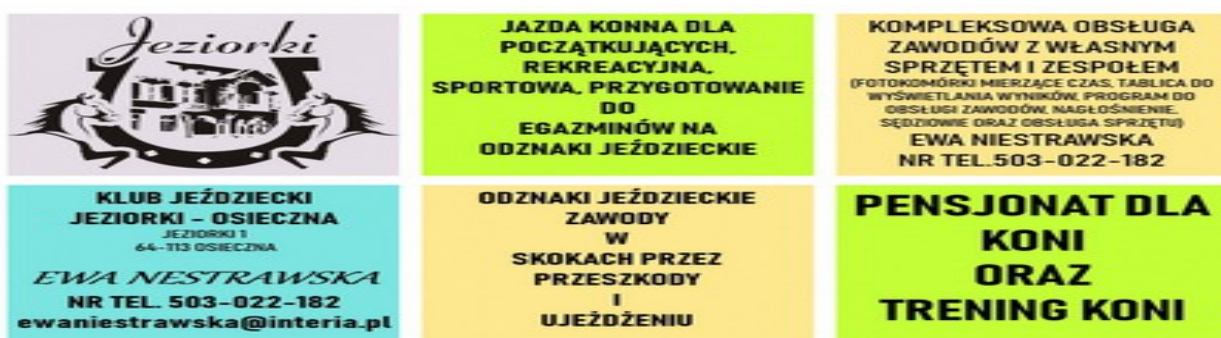 Jeziorki
JAZDA KONNA DLA
POCZĄTKUJĄCYCH,
REKREACYJNA,
SPORTOWA, PRZYGOTOWANIE
DO
EGAZMINÓW NA
ODZNAKI JEŹDZIECKIE
KOMPLEKSOWA OBSŁUGA
ZAWODÓW Z WŁASNYM
SPRZĘTEM I ZESPOŁEM
(FOTOKOMÓRKI MIERZĄCE CZAS, TABLICA DO
WYŚWIETLANIA WYNIKÓW, PROGRAM DO
OBSŁUGI ZAWODÓW, NAGŁOŚNIENIE,
SĘDZIOWIE ORAZ OBSŁUGA SPRZĘTU)
EWA NIESTRAWSKA
NR TEL.503-022-182
KLUB JEŹDZIECKI
JEZIORKI - OSIECZNA
JEZIORKI 1
64-113 OSIECZNA
EWA NESTRAWSKA
NR TEL. 503-022-182
ewaniestrawska@interia.pl
ODZNAKI JEŹDZIECKIE
ZAWODY
W
SKOKACH PRZEZ
PRZESZKODY
I
UJEŻDŻENIU
PENSJONAT DLA
KONI
ORAZ
TRENING KONI